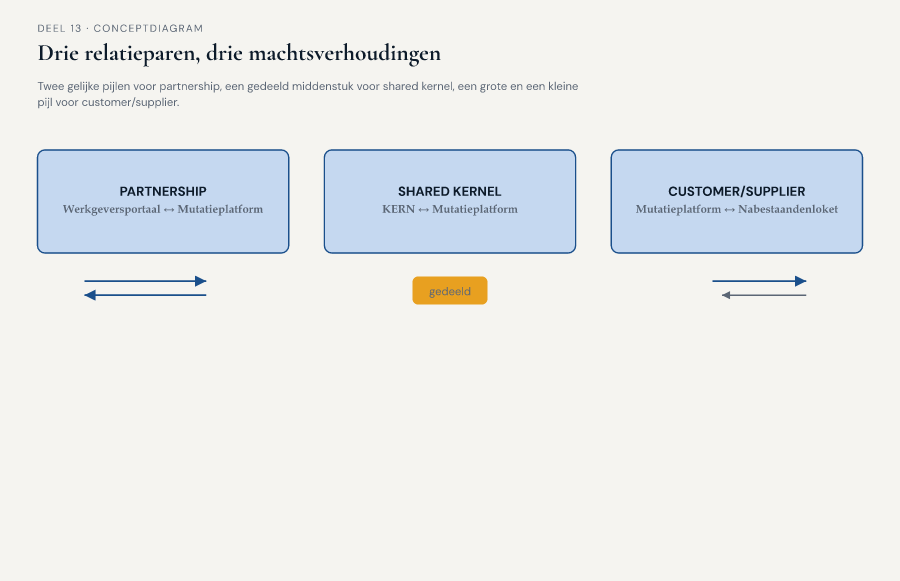 DEEL 13 · CONCEPTDIAGRAM
Drie relatieparen, drie machtsverhoudingen
Twee gelijke pijlen voor partnership, een gedeeld middenstuk voor shared kernel, een grote en een kleine
pijl voor customer/supplier.
PARTNERSHIP
Werkgeversportaal ↔ Mutatieplatform
SHARED KERNEL
KERN ↔ Mutatieplatform
CUSTOMER/SUPPLIER
Mutatieplatform ↔ Nabestaandenloket
gedeeld